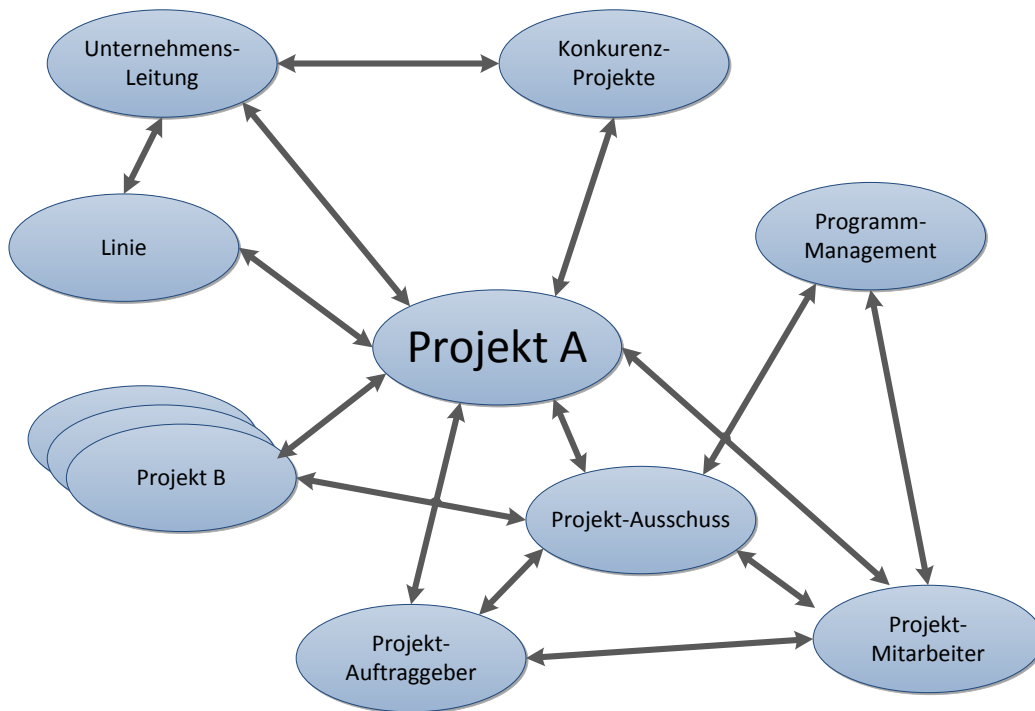 Unternehmens-
Leitung
Konkurenz-
Projekte
Linie
Programm-
Management
Projekt A
Projekt B
Projekt-Ausschuss
Projekt-
Auftraggeber
Projekt-
Mitarbeiter